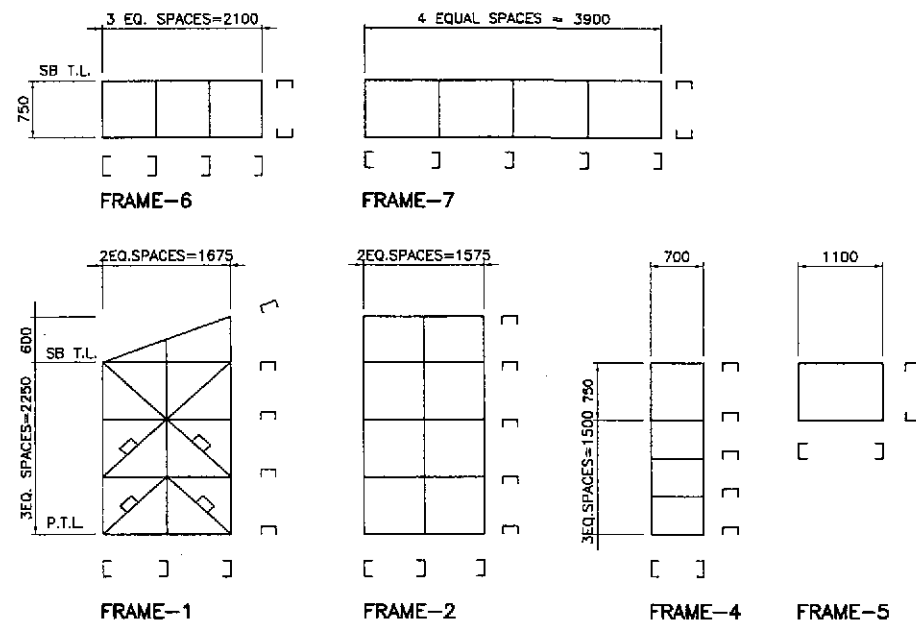 3 EQ. SPACES=2100
4 EQUAL SPACES = 3900
SB T.L.
750
FRAME-6
FRAME-7
2EQ.SPACES=1675
2EQ.SPACES=1575
700
1100
600
SB T.L.
3EQ. SPACES=2250
P.T.L.
3EQ.SPACES=1500
750
FRAME-1
FRAME-2
FRAME-4
FRAME-5